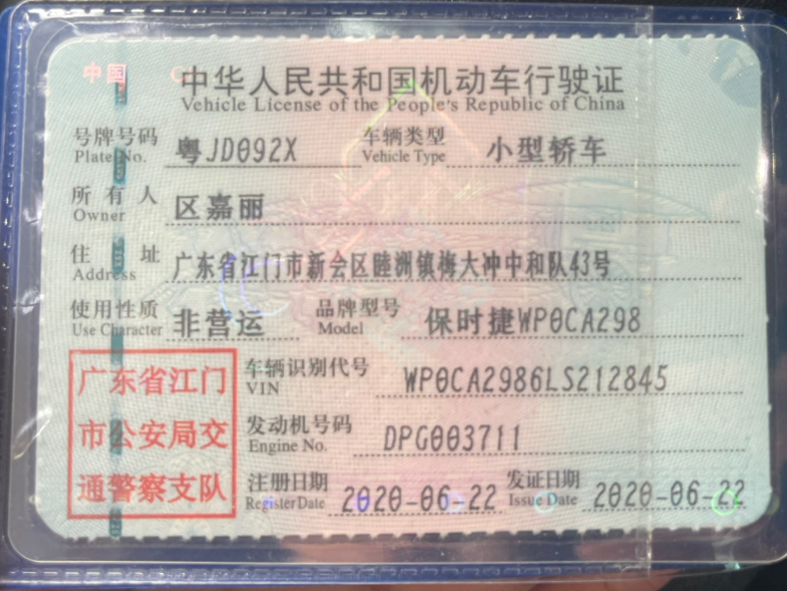 中国
中华人民共和国机动车行驶证
Vehicle License of the People's Republic of China
号牌号码 粤JD092X 车辆类型 小型轿车
Plate No. Vehicle Type
所有人 区嘉丽
Owner
住址 广东省江门市新会区睦洲镇梅大冲中和队43号
Address
使用性质 非营运 品牌型号 保时捷WP0CA298
Use Character Model
广东省江门
市公安局交
通警察支队
车辆识别代号 WP0CA2986LS212845
VIN
发动机号码 DPG003711
Engine No.
注册日期 2020-06-22 发证日期 2020-06-22
Register Date Issue Date